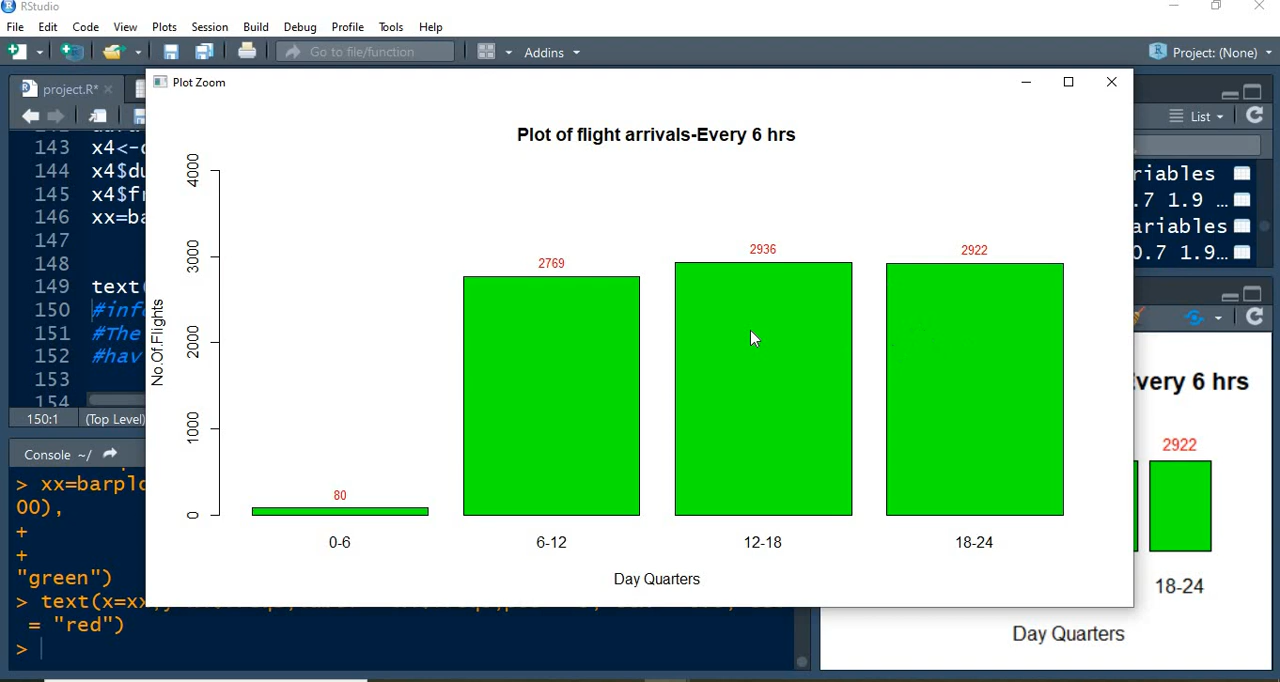 RStudio
File Edit Code View Plots Session Build Debug Profile Tools Help
Go to file/function Addins Project: (None)
project.R*
Plot Zoom
List
143 x4<-
144 x4$du
145 x4$f
146 xx=ba
147
148
149 text
150 #inf
151 #The
152 #hav
153
154
150:1 (Top Level)
riables
.7 1.9 ...
ariables
0.7 1.9...
Plot of flight arrivals-Every 6 hrs
4000
3000
2000
1000
0
No.Of.Flights
80
2769
2936
2922
0-6 6-12 12-18 18-24
Day Quarters
Console ~/
> xx=barpl
00),
+
+
"green")
> text(x=xx
= "red")
>
very 6 hrs
2922
18-24
Day Quarters